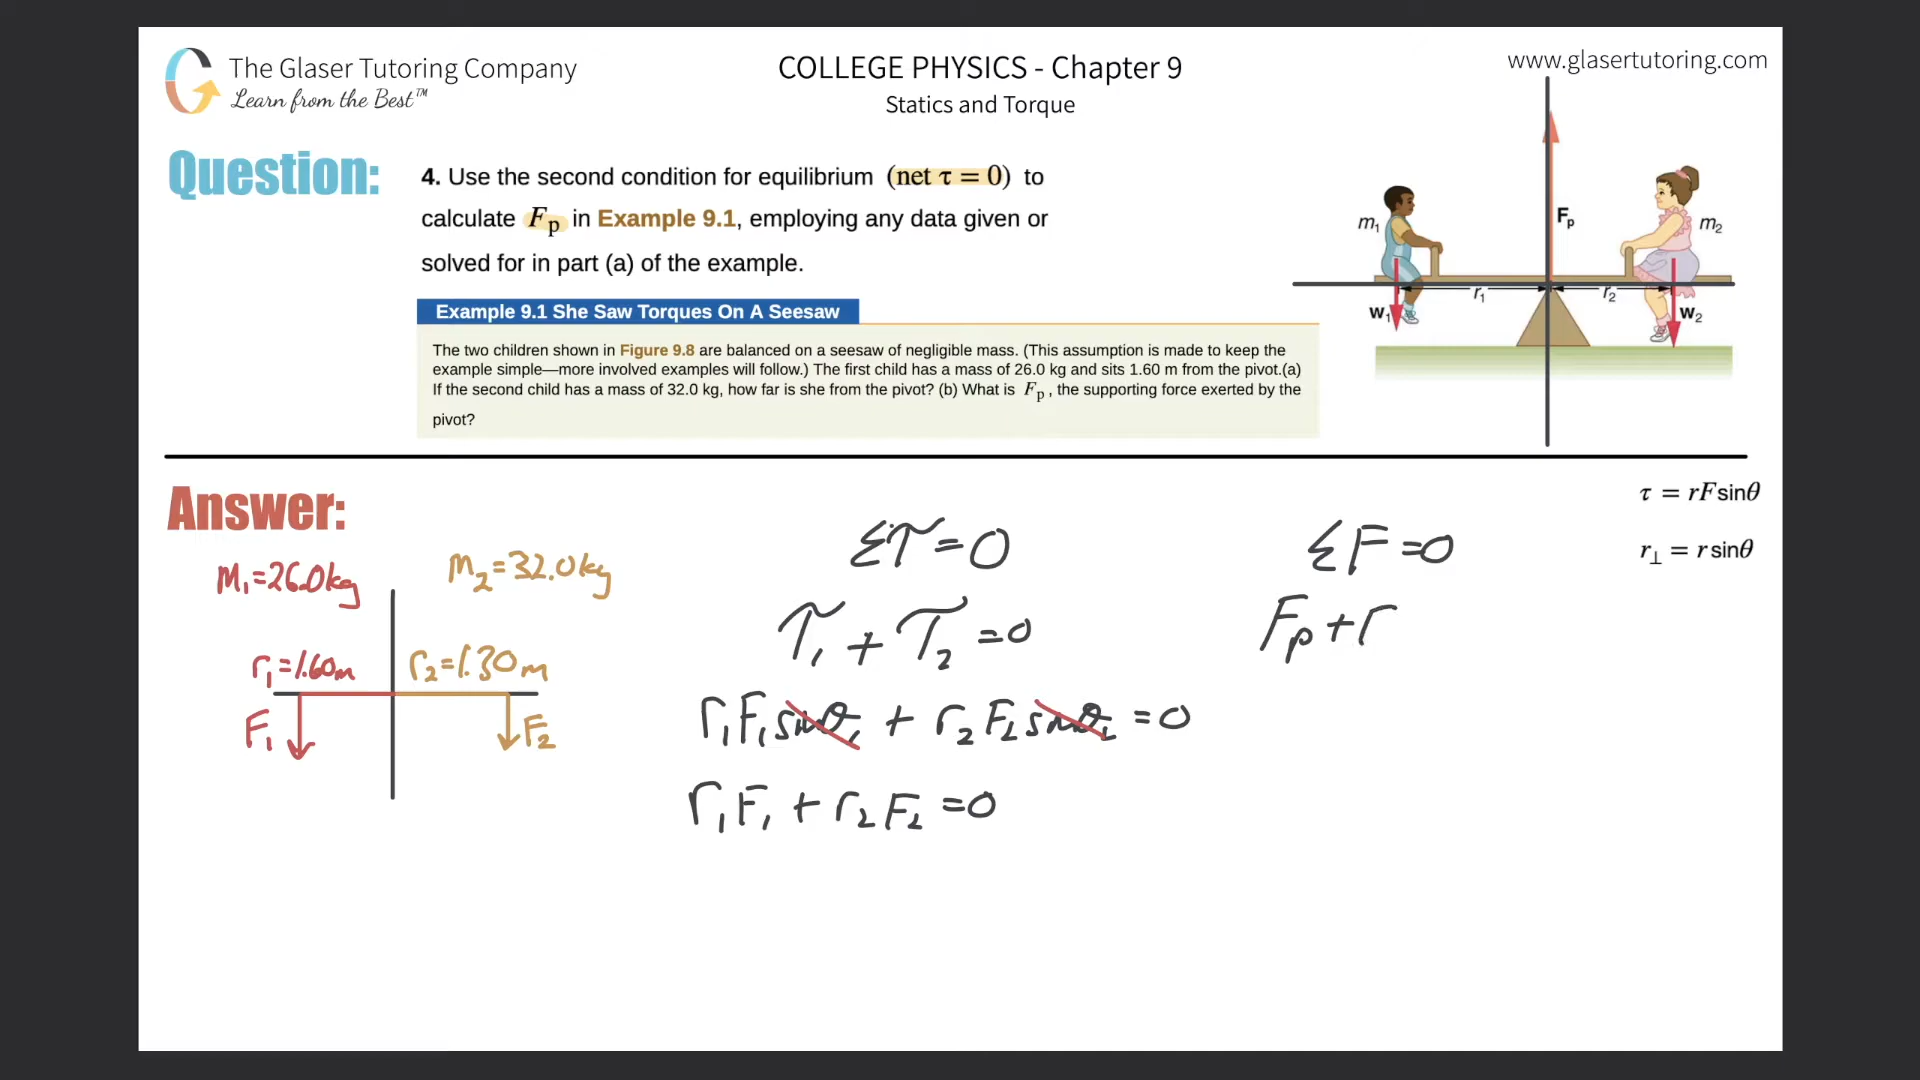 The Glaser Tutoring Company
Learn from the Best™
COLLEGE PHYSICS - Chapter 9
Statics and Torque
www.glasertutoring.com
Question:
4. Use the second condition for equilibrium (net τ = 0) to
calculate Fp in Example 9.1, employing any data given or
solved for in part (a) of the example.
Example 9.1 She Saw Torques On A Seesaw
The two children shown in Figure 9.8 are balanced on a seesaw of negligible mass. (This assumption is made to keep the
example simple—more involved examples will follow.) The first child has a mass of 26.0 kg and sits 1.60 m from the pivot.(a)
If the second child has a mass of 32.0 kg, how far is she from the pivot? (b) What is Fp, the supporting force exerted by the
pivot?
m1
Fp
m2
r1
r2
w1
w2
Answer:
τ = rF sinθ
r⊥ = r sinθ
M1=26.0kg
M2=32.0kg
r1=1.60m
r2=1.30m
F1
F2
Στ=0
τ1 + τ2 =0
r1F1sinθ1 + r2F2sinθ2 =0
r1F1 + r2F2 =0
ΣF=0
Fp + r